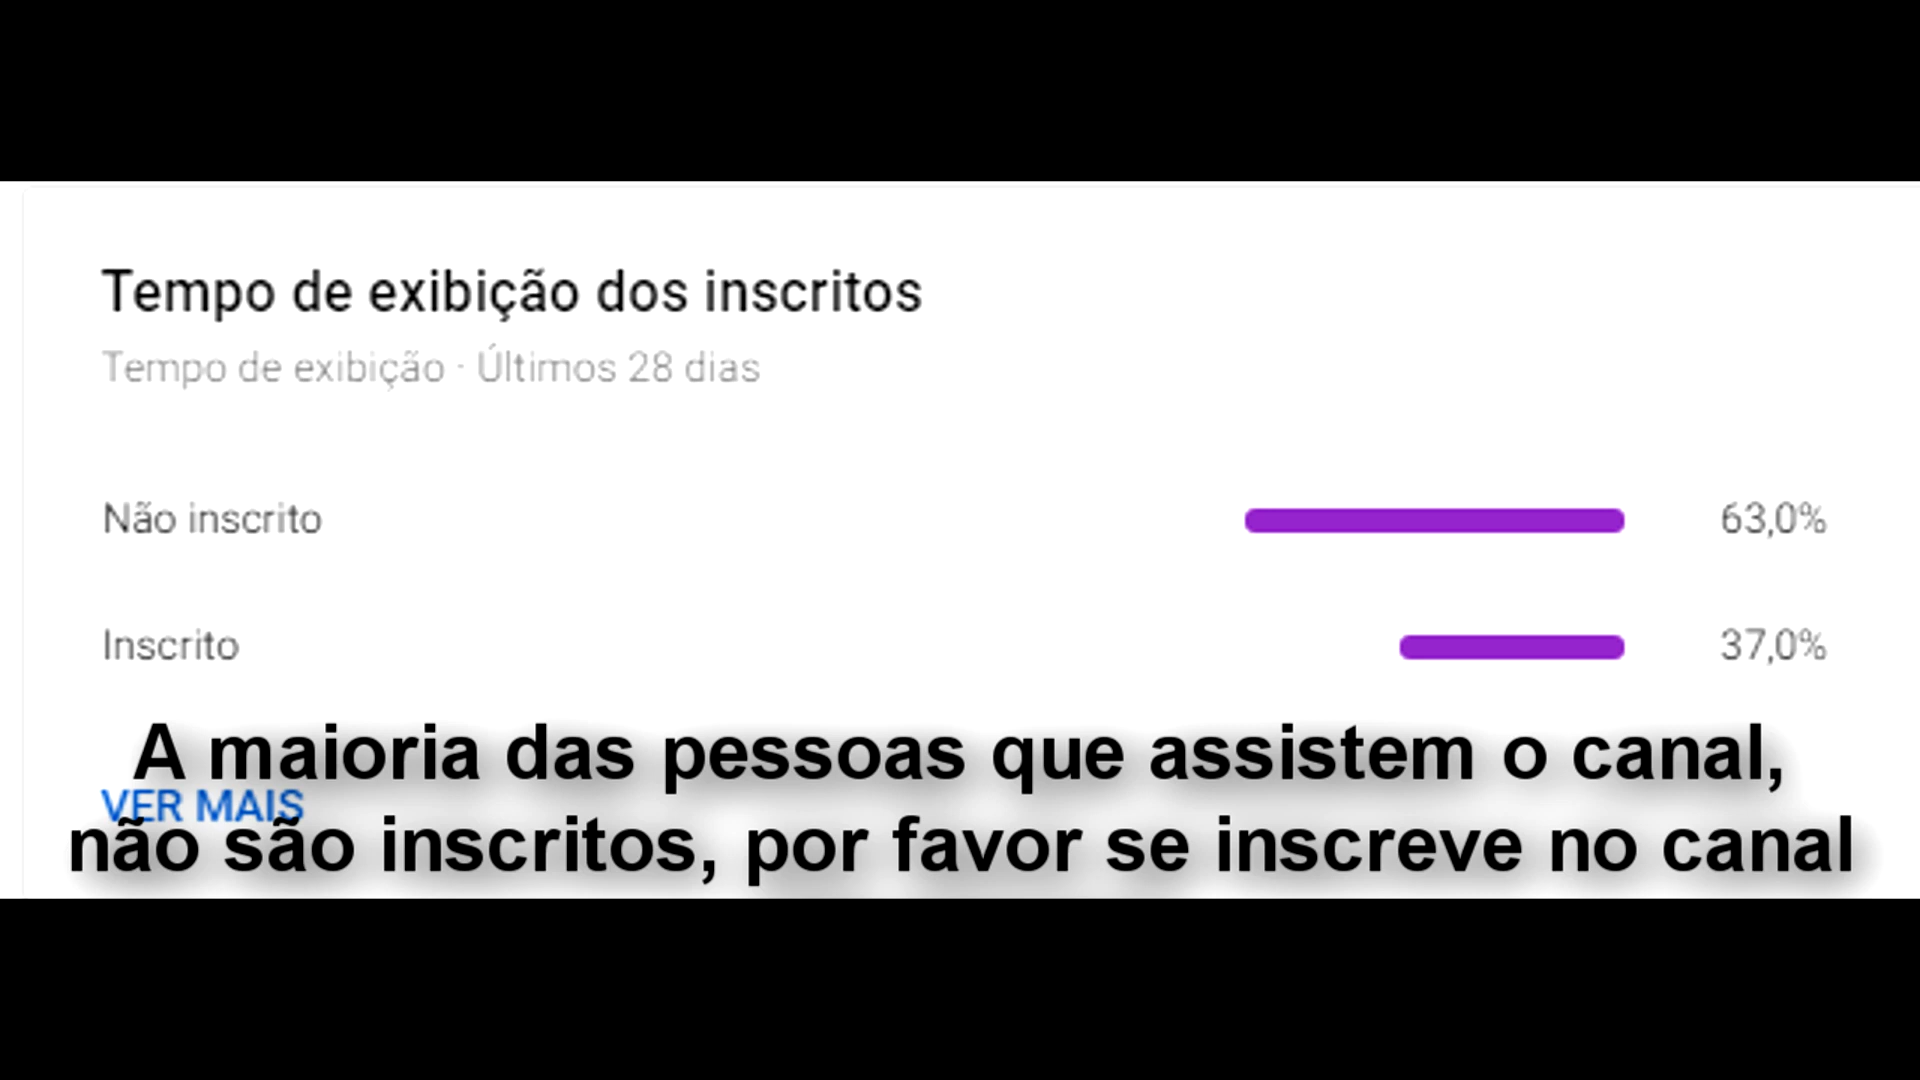 Tempo de exibição dos inscritos
Tempo de exibição · Últimos 28 dias
Não inscrito 63,0%
Inscrito 37,0%
A maioria das pessoas que assistem o canal,
VER MAIS
não são inscritos, por favor se inscreve no canal